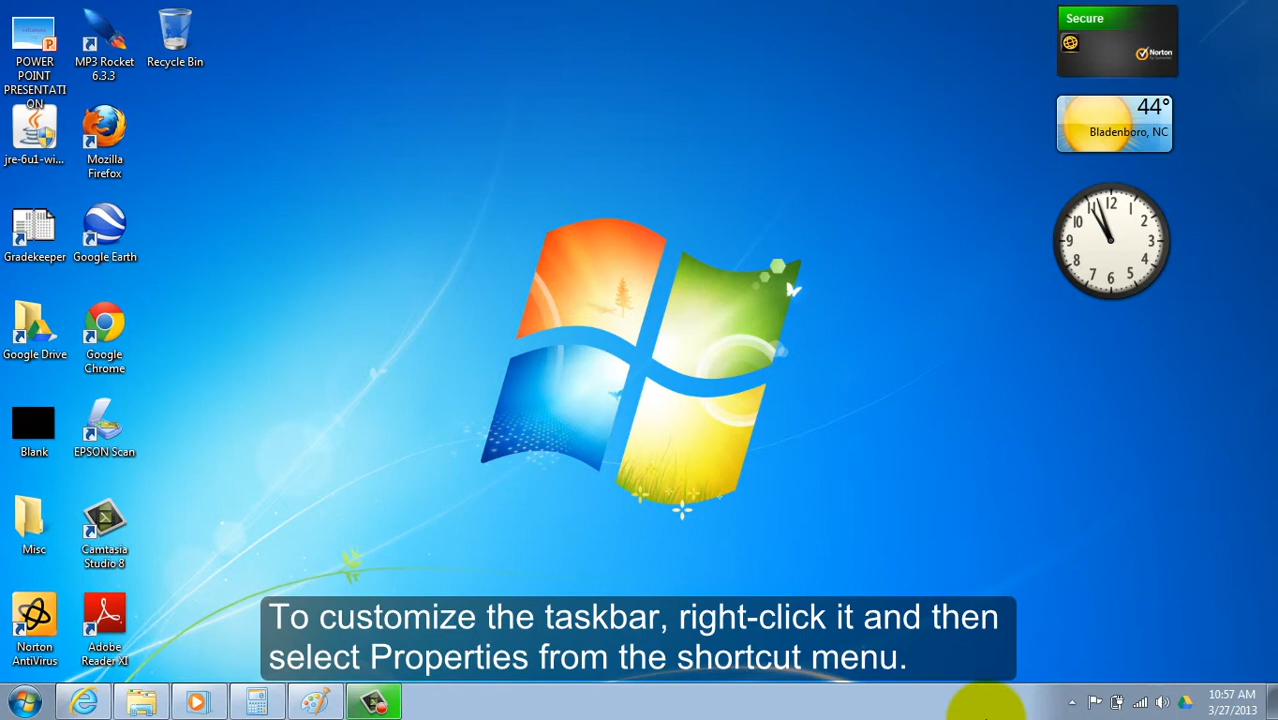 POWER
POINT
PRESENTATI
ON
MP3 Rocket
6.3.3
Recycle Bin
jre-6u1-wi...
Mozilla
Firefox
Gradekeeper
Google Earth
Google Drive
Google
Chrome
Blank
EPSON Scan
Misc
Camtasia
Studio 8
Norton
AntiVirus
Adobe
Reader XI
Secure
Norton
by Symantec
44°
Bladenboro, NC
12
1
2
3
4
5
6
7
8
9
10
11
To customize the taskbar, right-click it and then
select Properties from the shortcut menu.
10:57 AM
3/27/2013